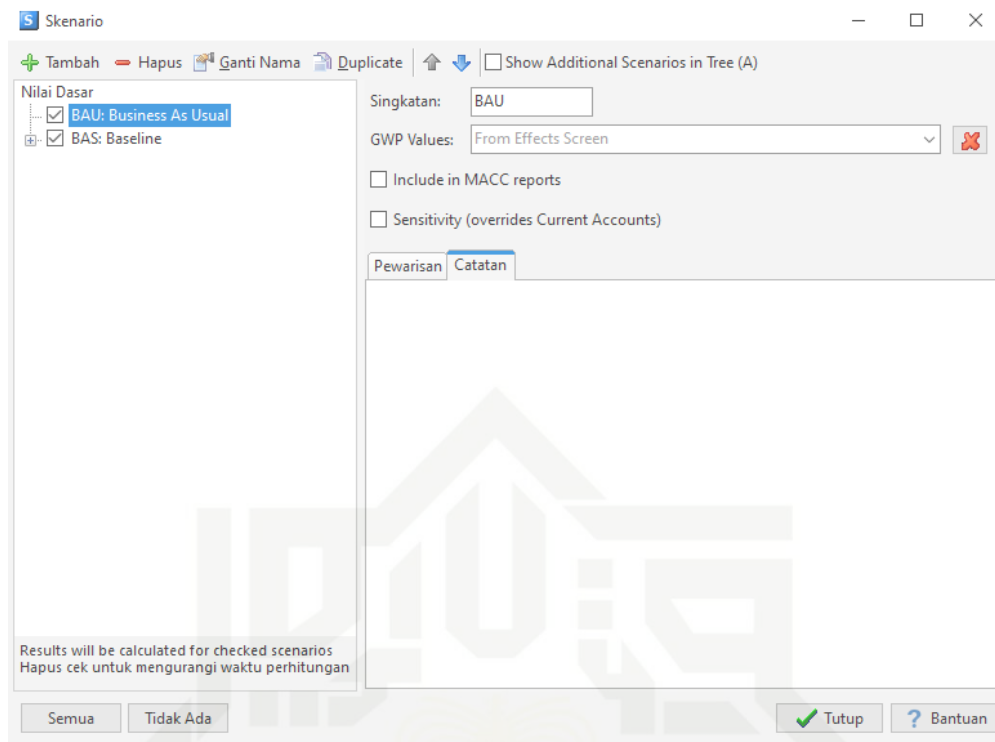 S Skenario
Tambah Hapus Ganti Nama Duplicate Show Additional Scenarios in Tree (A)
Nilai Dasar
BAU: Business As Usual
BAS: Baseline
Results will be calculated for checked scenarios
Hapus cek untuk mengurangi waktu perhitungan
Singkatan: BAU
GWP Values: From Effects Screen
Include in MACC reports
Sensitivity (overrides Current Accounts)
Pewarisan Catatan
Semua Tidak Ada Tutup ? Bantuan